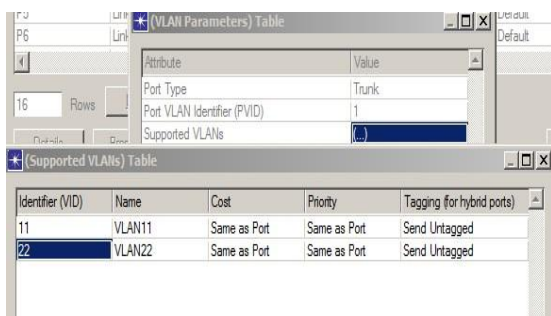 P5 Link Default
P6 Link Default
(VLAN Parameters) Table
Attribute Value
Port Type Trunk
16 Rows
Port VLAN Identifier (PVID) 1
Supported VLANs (...)
Details
(Supported VLANs) Table
Identifier (VID) Name Cost Priority Tagging (for hybrid ports)
11 VLAN11 Same as Port Same as Port Send Untagged
22 VLAN22 Same as Port Same as Port Send Untagged